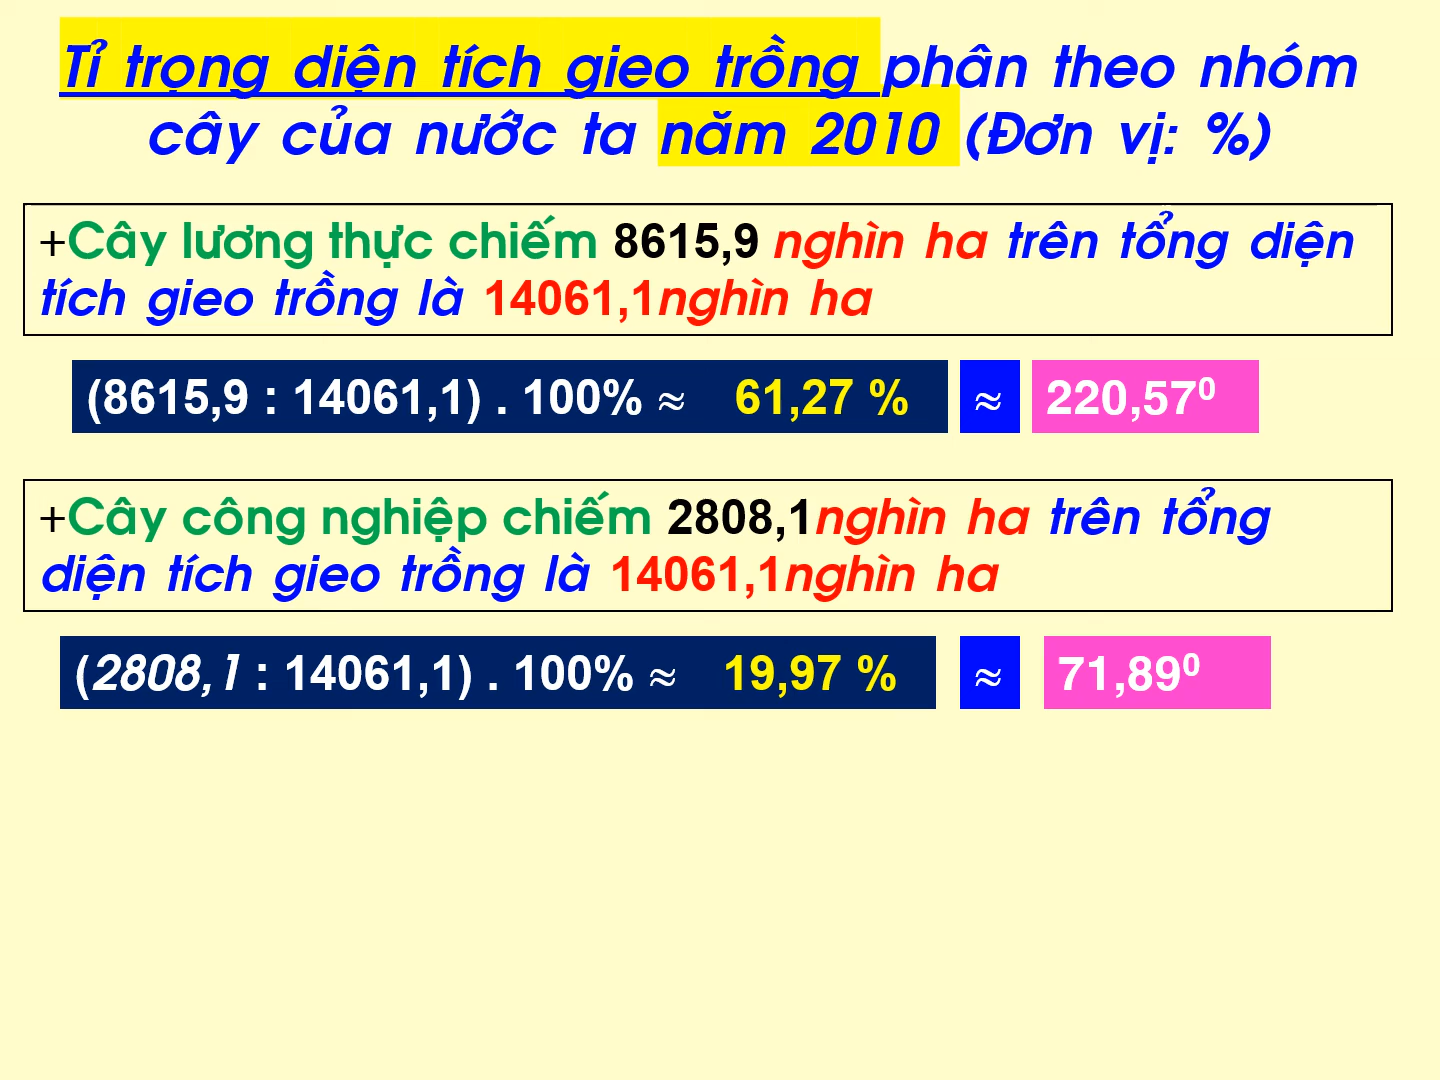 Tỉ trọng diện tích gieo trồng phân theo nhóm
cây của nước ta năm 2010 (Đơn vị: %)
+Cây lương thực chiếm 8615,9 nghìn ha trên tổng diện
tích gieo trồng là 14061,1nghìn ha
(8615,9 : 14061,1) . 100% ≈ 61,27 % ≈ 220,57⁰
+Cây công nghiệp chiếm 2808,1nghìn ha trên tổng
diện tích gieo trồng là 14061,1nghìn ha
(2808,1 : 14061,1) . 100% ≈ 19,97 % ≈ 71,89⁰